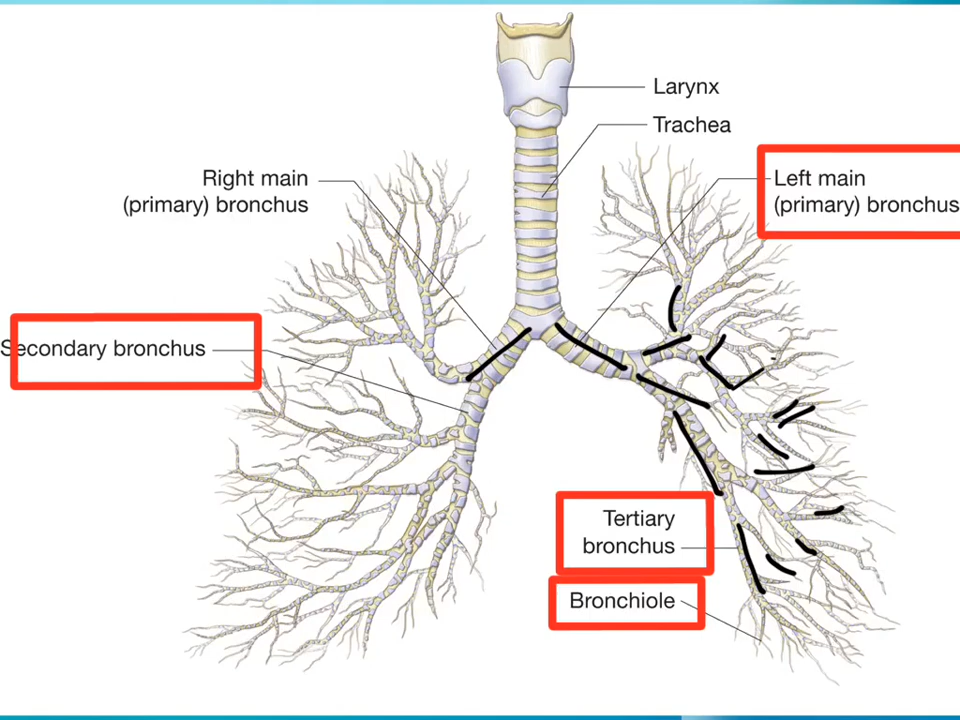 Larynx
Trachea
Right main
(primary) bronchus
Left main
(primary) bronchus
Secondary bronchus
Tertiary
bronchus
Bronchiole